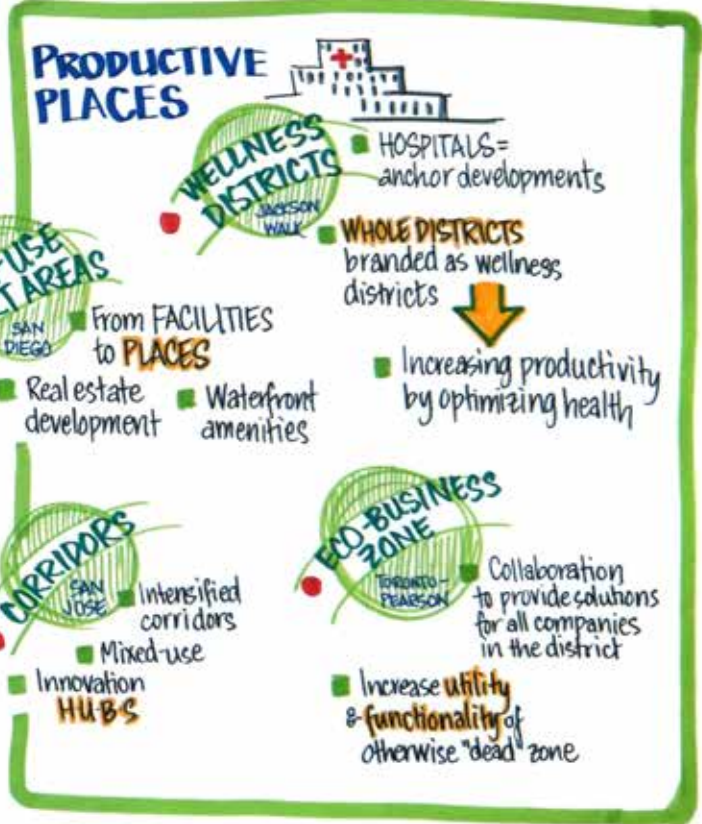 PRODUCTIVE
PLACES
WELLNESS
DISTRICTS
JACKSON
WALK
HOSPITALS=
anchor developments
WHOLE DISTRICTS
branded as wellness
districts
Increasing productivity
by optimizing health
USE
AREAS
SAN
DIEGO
From FACILITIES
to PLACES
Real estate
development
Waterfront
amenities
CORRIDORS
SAN
JOSE
Intensified
corridors
Mixed-use
Innovation
HUBS
ECO-BUSINESS
ZONE
TORONTO-
PEARSON
Collaboration
to provide solutions
for all companies
in the district
Increase utility
& functionality of
otherwise "dead" zone